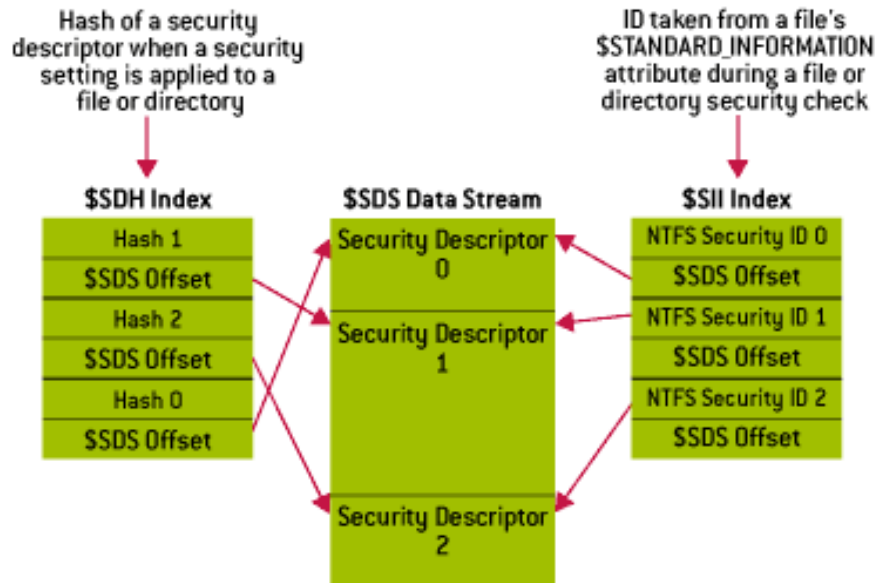 Hash of a security
descriptor when a security
setting is applied to a
file or directory
ID taken from a file's
$STANDARD_INFORMATION
attribute during a file or
directory security check
$SDH Index
Hash 1
$SDS Offset
Hash 2
$SDS Offset
Hash 0
$SDS Offset
$SDS Data Stream
Security Descriptor
0
Security Descriptor
1
Security Descriptor
2
$SII Index
NTFS Security ID 0
$SDS Offset
NTFS Security ID 1
$SDS Offset
NTFS Security ID 2
$SDS Offset